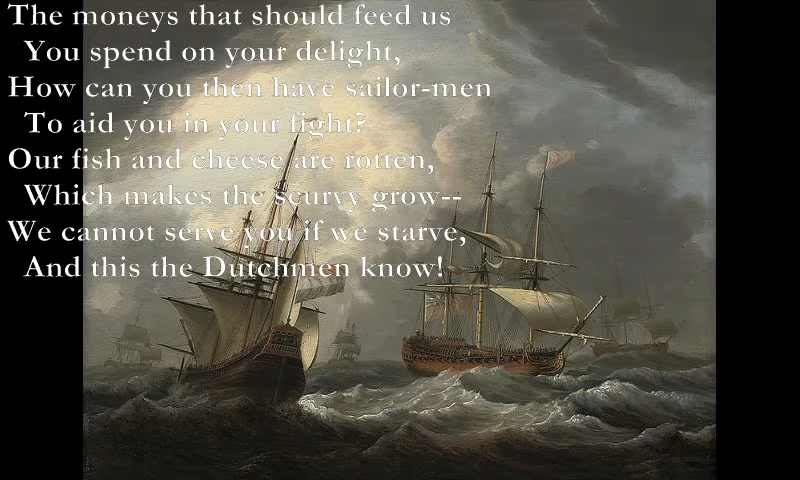 The moneys that should feed us
You spend on your delight,
How can you then have sailor-men
To aid you in your fight?
Our fish and cheese are rotten,
Which makes the scurvy grow--
We cannot serve you if we starve,
And this the Dutchmen know!